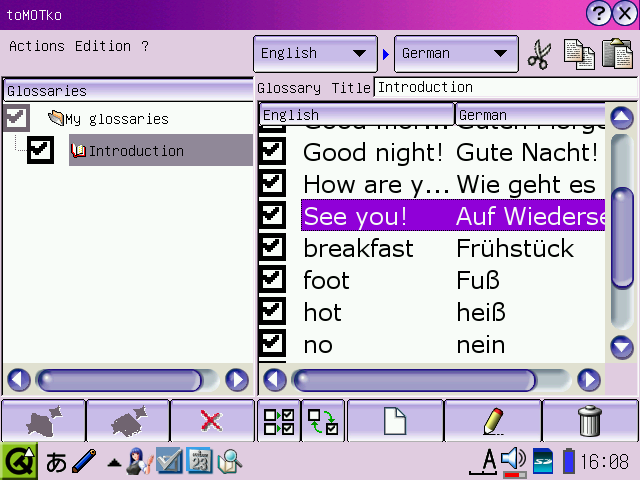 toMOTko
Actions Edition ?
English
German
Glossaries
Glossary Title
Introduction
My glossaries
Introduction
English German
Good mor... Guten Morge
Good night! Gute Nacht!
How are y... Wie geht es
See you! Auf Wiederse
breakfast Frühstück
foot Fuß
hot heiß
no nein
あ
23
A
16:08